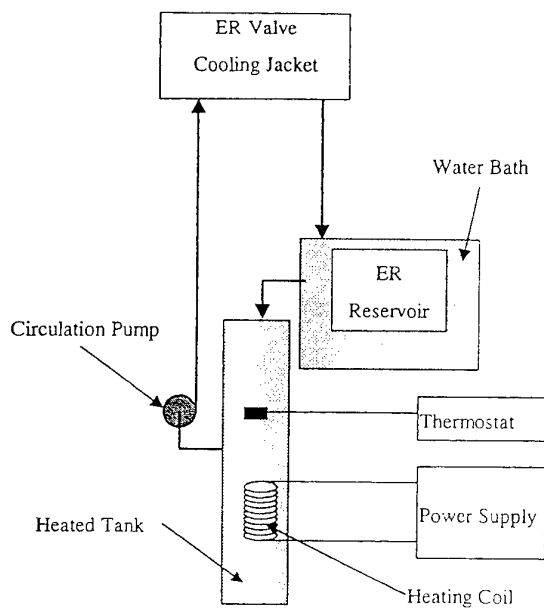 ER Valve
Cooling Jacket
Water Bath
ER
Reservoir
Circulation Pump
Thermostat
Power Supply
Heated Tank
Heating Coil